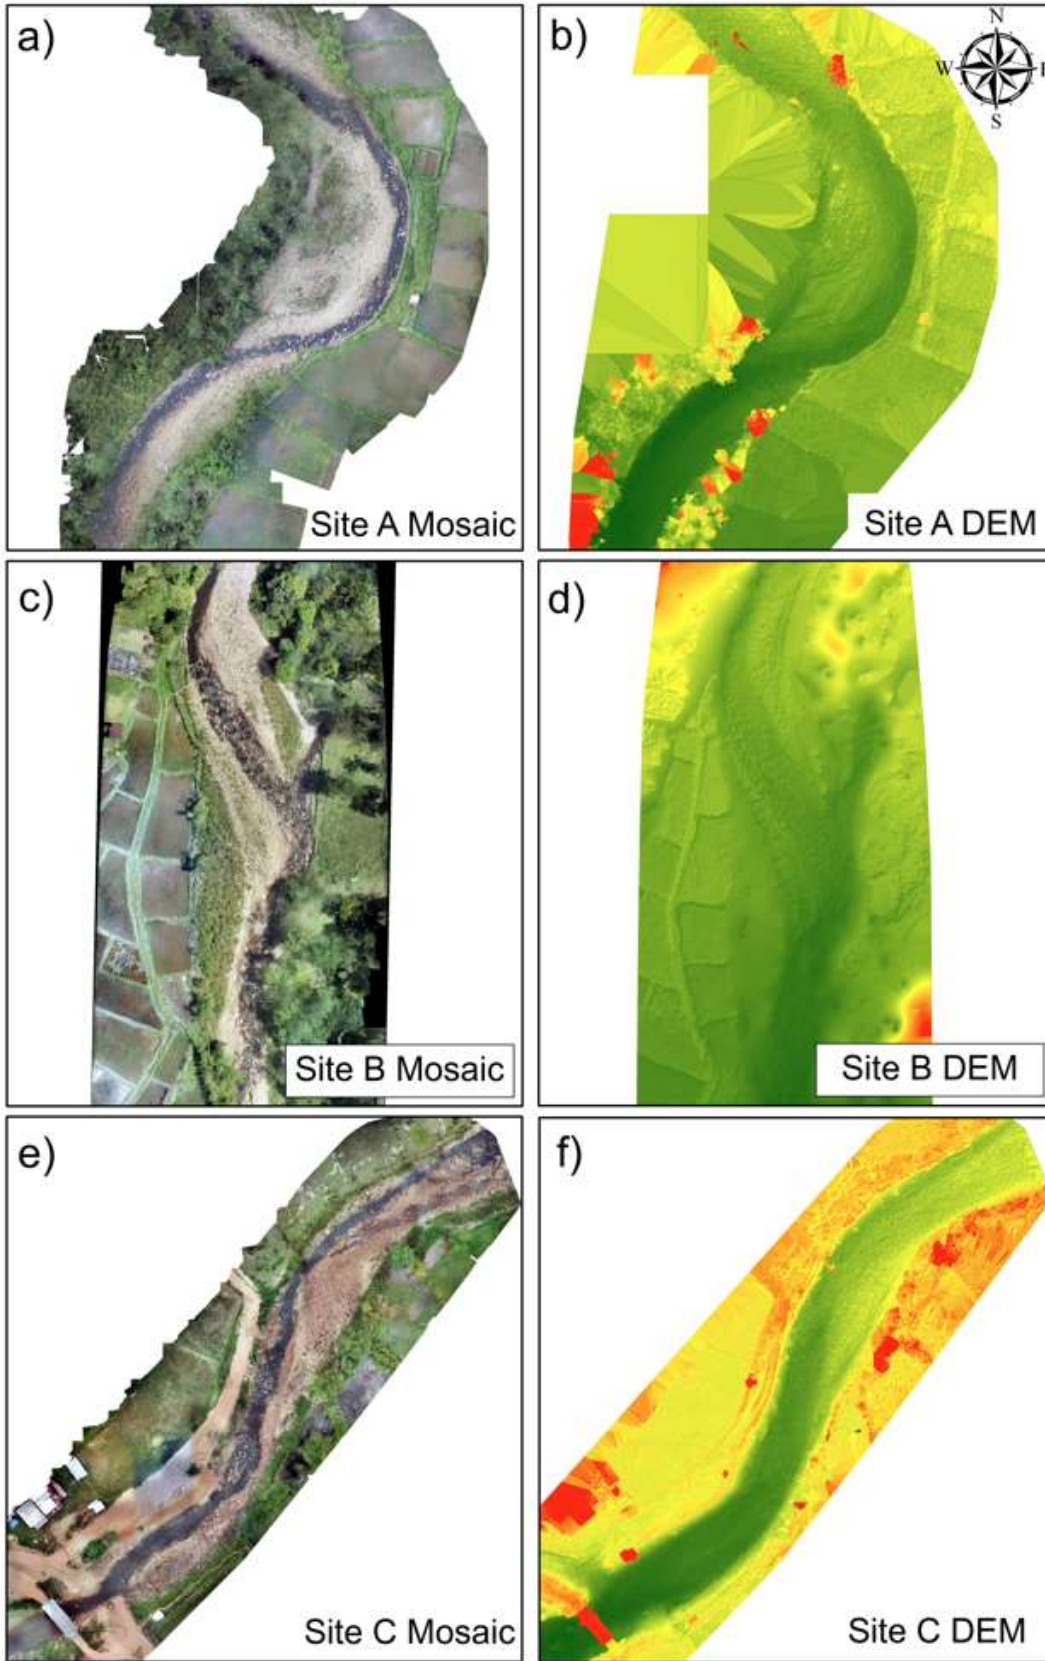 a)
b)
N
W
E
S
Site A Mosaic
Site A DEM
c)
d)
Site B Mosaic
Site B DEM
e)
f)
Site C Mosaic
Site C DEM